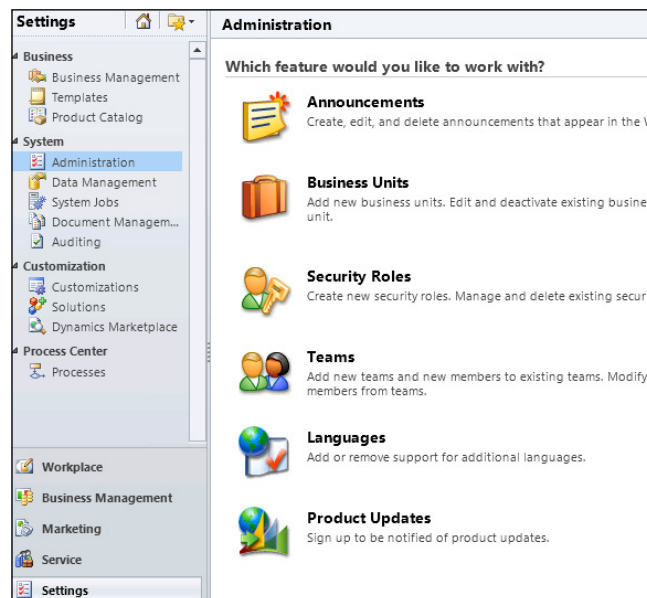 Settings
Business
Business Management
Templates
Product Catalog
System
Administration
Data Management
System Jobs
Document Managem...
Auditing
Customization
Customizations
Solutions
Dynamics Marketplace
Process Center
Processes
Workplace
Business Management
Marketing
Service
Settings
Administration
Which feature would you like to work with?
Announcements
Create, edit, and delete announcements that appear in the
Business Units
Add new business units. Edit and deactivate existing busine
unit.
Security Roles
Create new security roles. Manage and delete existing secur
Teams
Add new teams and new members to existing teams. Modify
members from teams.
Languages
Add or remove support for additional languages.
Product Updates
Sign up to be notified of product updates.